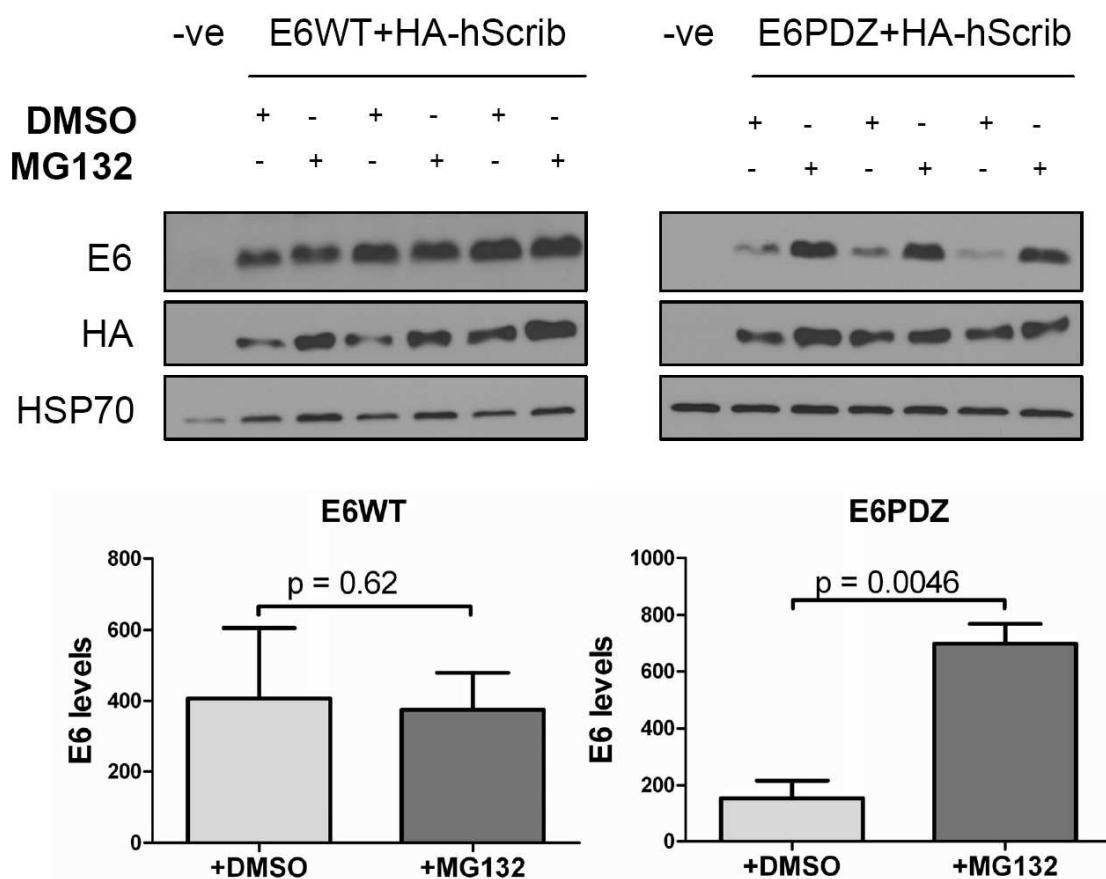 -ve E6WT+HA-hScrib -ve E6PDZ+HA-hScrib
DMSO + - + - + - + - + - + -
MG132 - + - + - + - + - + - +
E6
HA
HSP70
E6WT E6PDZ
p = 0.62 p = 0.0046
E6 levels
800
600
400
200
0
+DMSO +MG132
E6 levels
1000
800
600
400
200
0
+DMSO +MG132